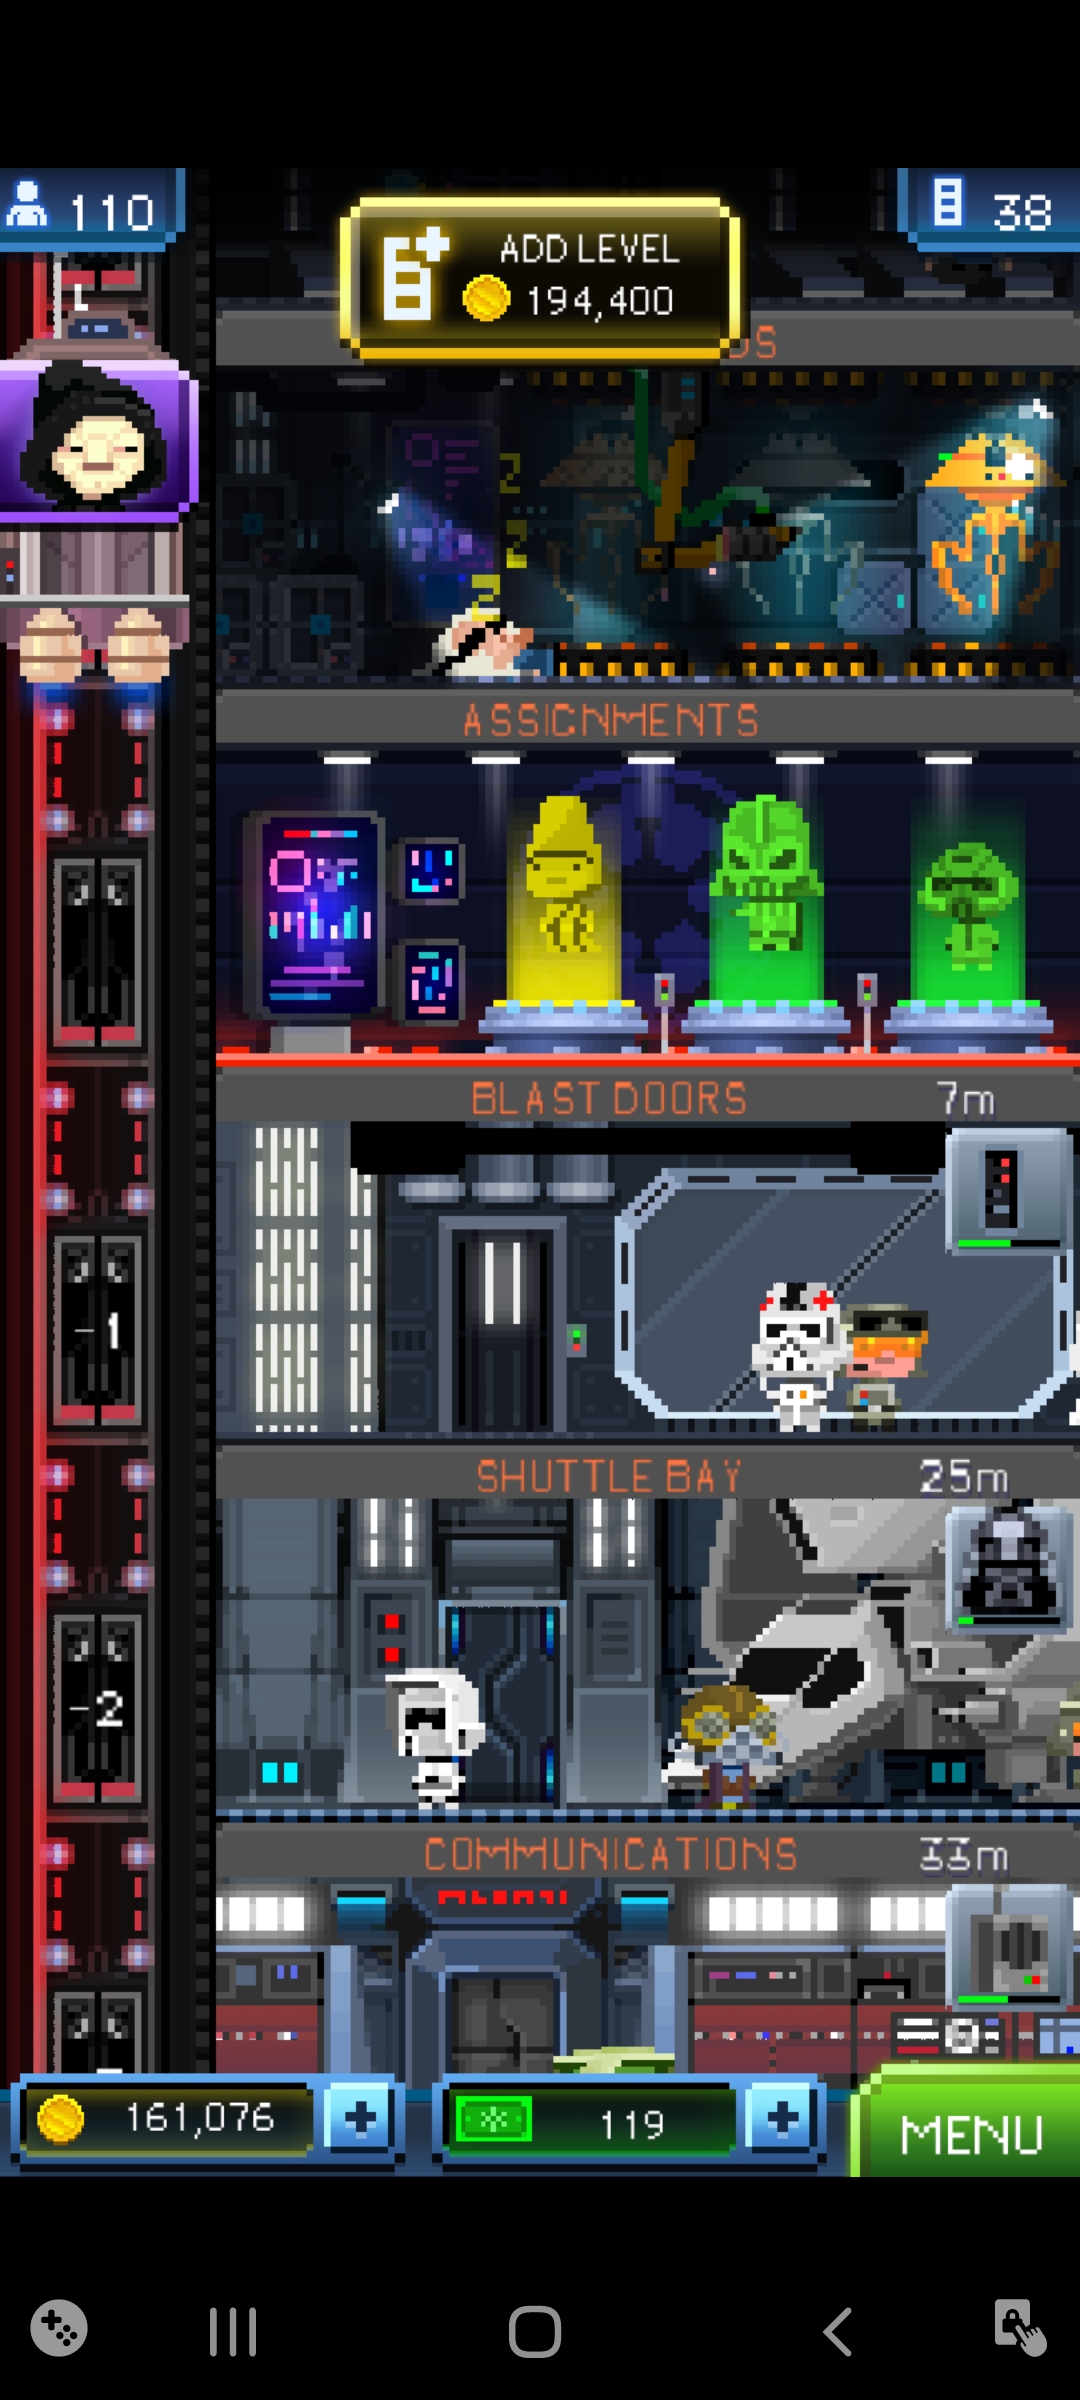 110
ADD LEVEL
194,400
38
DS
ASSIGNMENTS
BLAST DOORS 7m
-1
SHUTTLE BAY 25m
-2
COMMUNICATIONS 33m
161,076
119
MENU